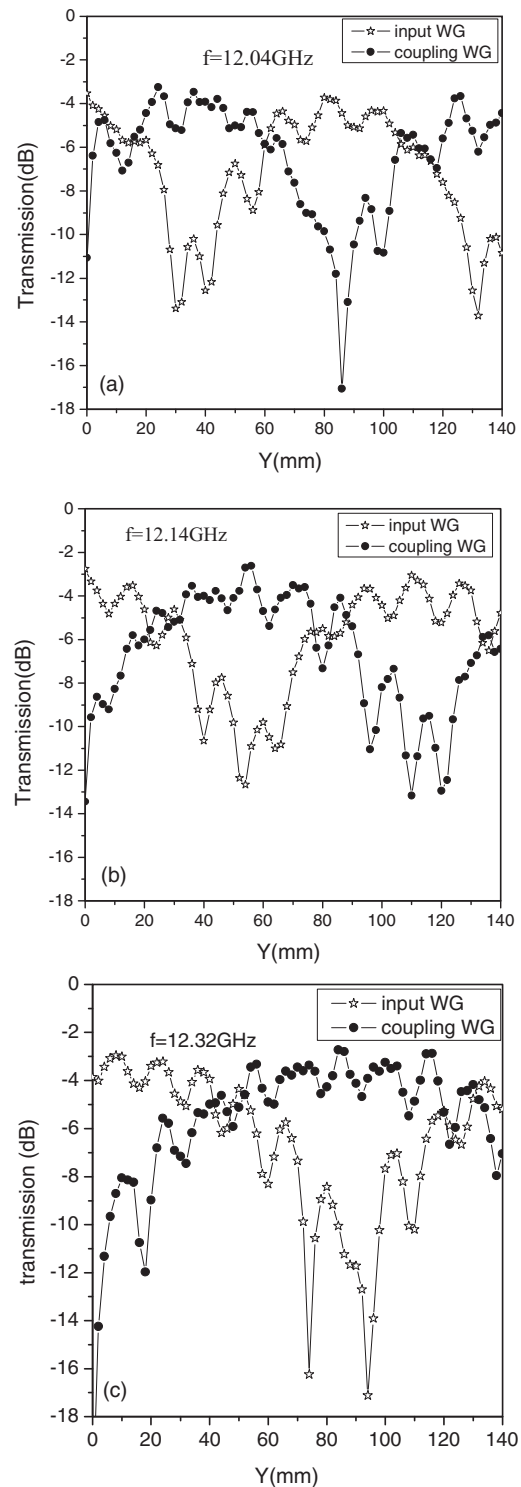 0
-2
-4
-6
-8
-10
-12
-14
-16
-18
Transmission(dB)
f=12.04GHz
input WG
coupling WG
(a)
0 20 40 60 80 100 120 140
Y(mm)
0
-2
-4
-6
-8
-10
-12
-14
-16
-18
Transmission(dB)
f=12.14GHz
input WG
coupling WG
(b)
0 20 40 60 80 100 120 140
Y(mm)
0
-2
-4
-6
-8
-10
-12
-14
-16
-18
transmission (dB)
f=12.32GHz
input WG
coupling WG
(c)
0 20 40 60 80 100 120 140
Y(mm)